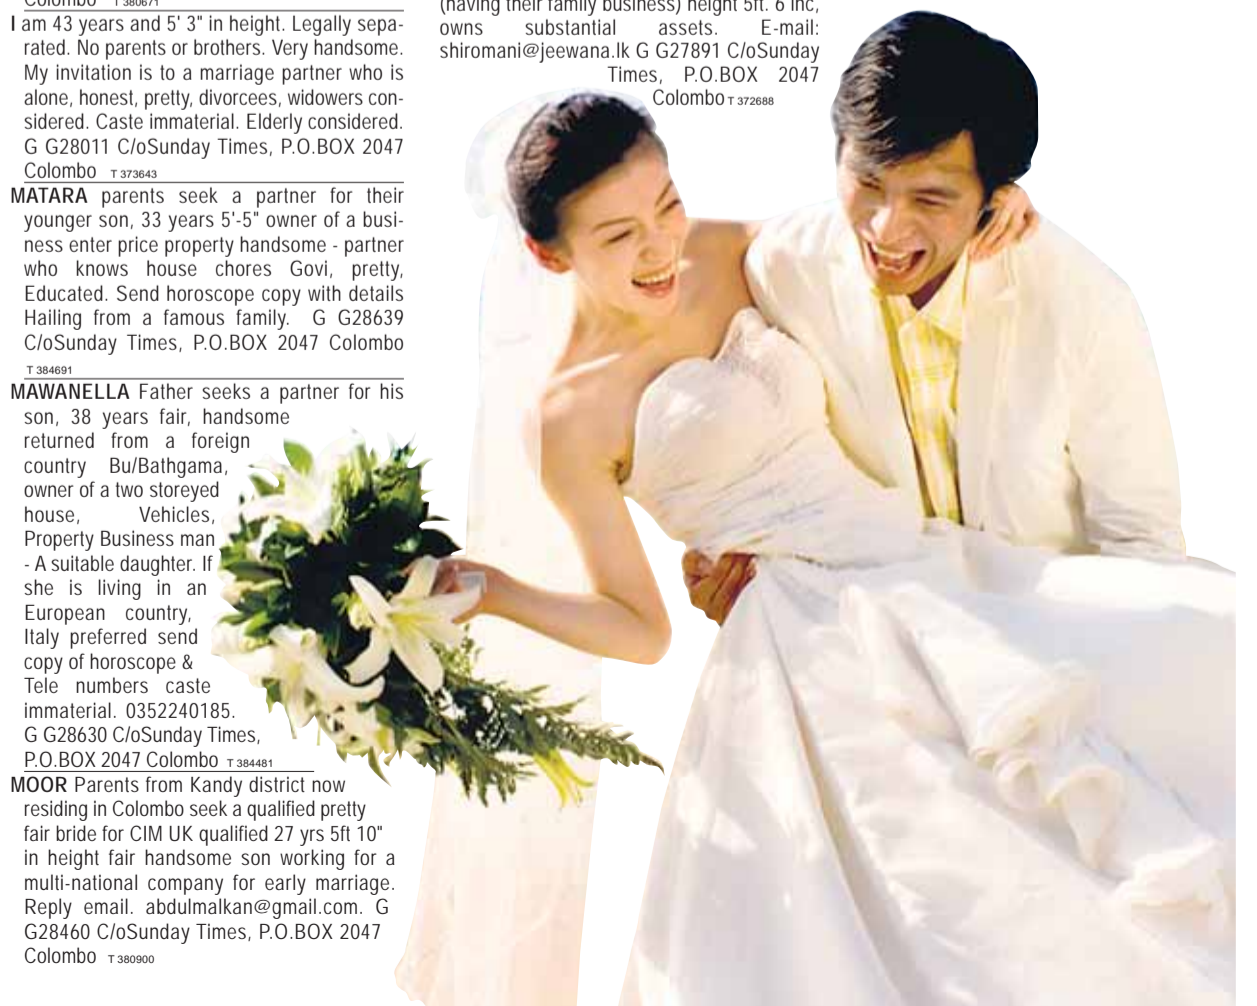 Colombo T 380671
I am 43 years and 5' 3" in height. Legally sepa-
rated. No parents or brothers. Very handsome.
My invitation is to a marriage partner who is
alone, honest, pretty, divorcees, widowers con-
sidered. Caste immaterial. Elderly considered.
G G28011 C/oSunday Times, P.O.BOX 2047
Colombo T 373643
MATARA parents seek a partner for their
younger son, 33 years 5'-5" owner of a busi-
ness enter price property handsome - partner
who knows house chores Govi, pretty,
Educated. Send horoscope copy with details
Hailing from a famous family. G G28639
C/oSunday Times, P.O.BOX 2047 Colombo
T 384691
MAWANELLA Father seeks a partner for his
son, 38 years fair, handsome
returned from a foreign
country Bu/Bathgama,
owner of a two storeyed
house, Vehicles,
Property Business man
- A suitable daughter. If
she is living in an
European country,
Italy preferred send
copy of horoscope &
Tele numbers caste
immaterial. 0352240185.
G G28630 C/oSunday Times,
P.O.BOX 2047 Colombo T 384481
MOOR Parents from Kandy district now
residing in Colombo seek a qualified pretty
fair bride for CIM UK qualified 27 yrs 5ft 10"
in height fair handsome son working for a
multi-national company for early marriage.
Reply email. abdulmalkan@gmail.com. G
G28460 C/oSunday Times, P.O.BOX 2047
Colombo T 380900
(having their family business) height 5ft. 6 inc,
owns substantial assets. E-mail:
shiromani@jeewana.lk G G27891 C/oSunday
Times, P.O.BOX 2047
Colombo T 372688